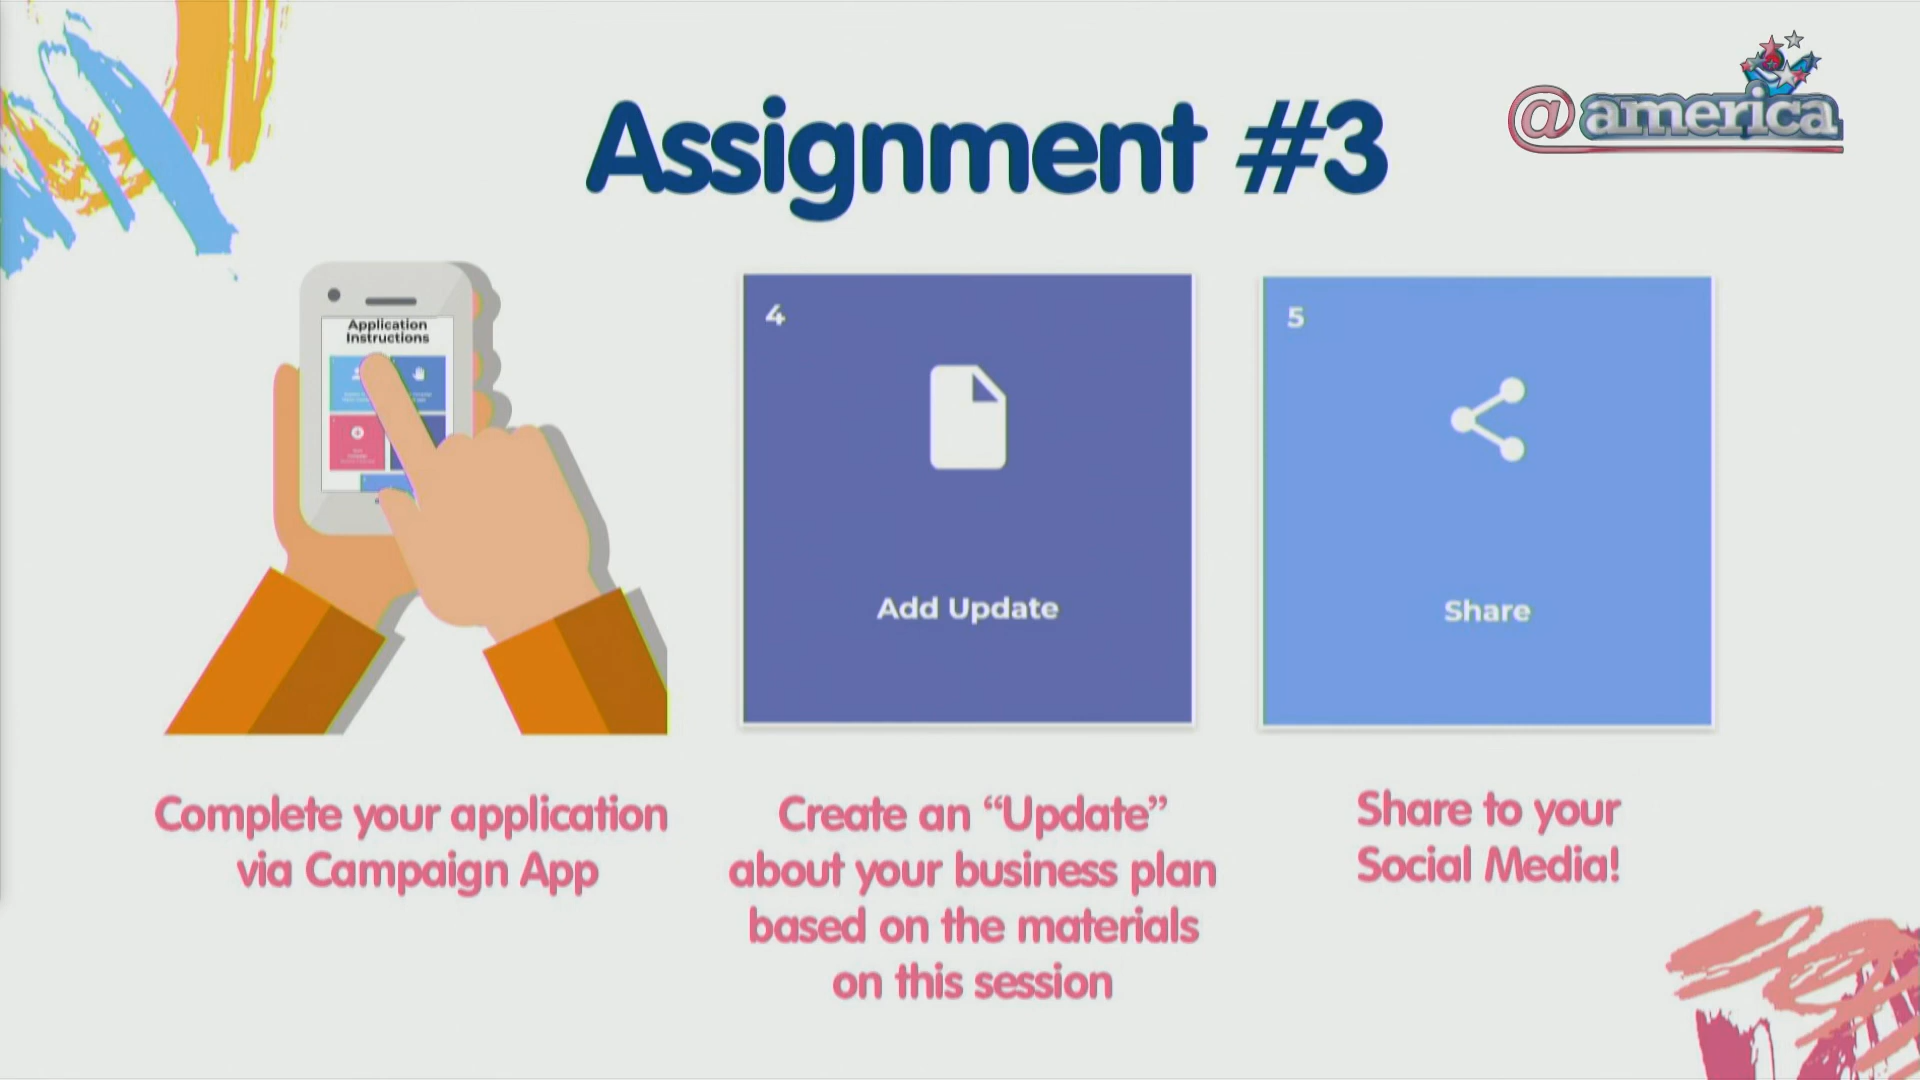 @america
Assignment #3
Application
Instructions
4
Add Update
5
Share
Complete your application
via Campaign App
Create an “Update”
about your business plan
based on the materials
on this session
Share to your
Social Media!